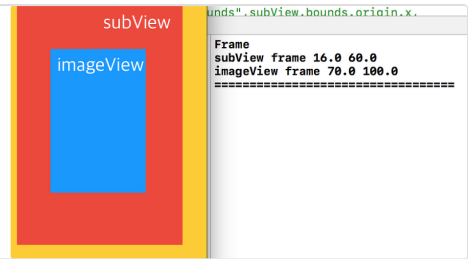 subView
imageView
unds",subView.bounds.origin.x,
Frame
subView frame 16.0 60.0
imageView frame 70.0 100.0
=================================